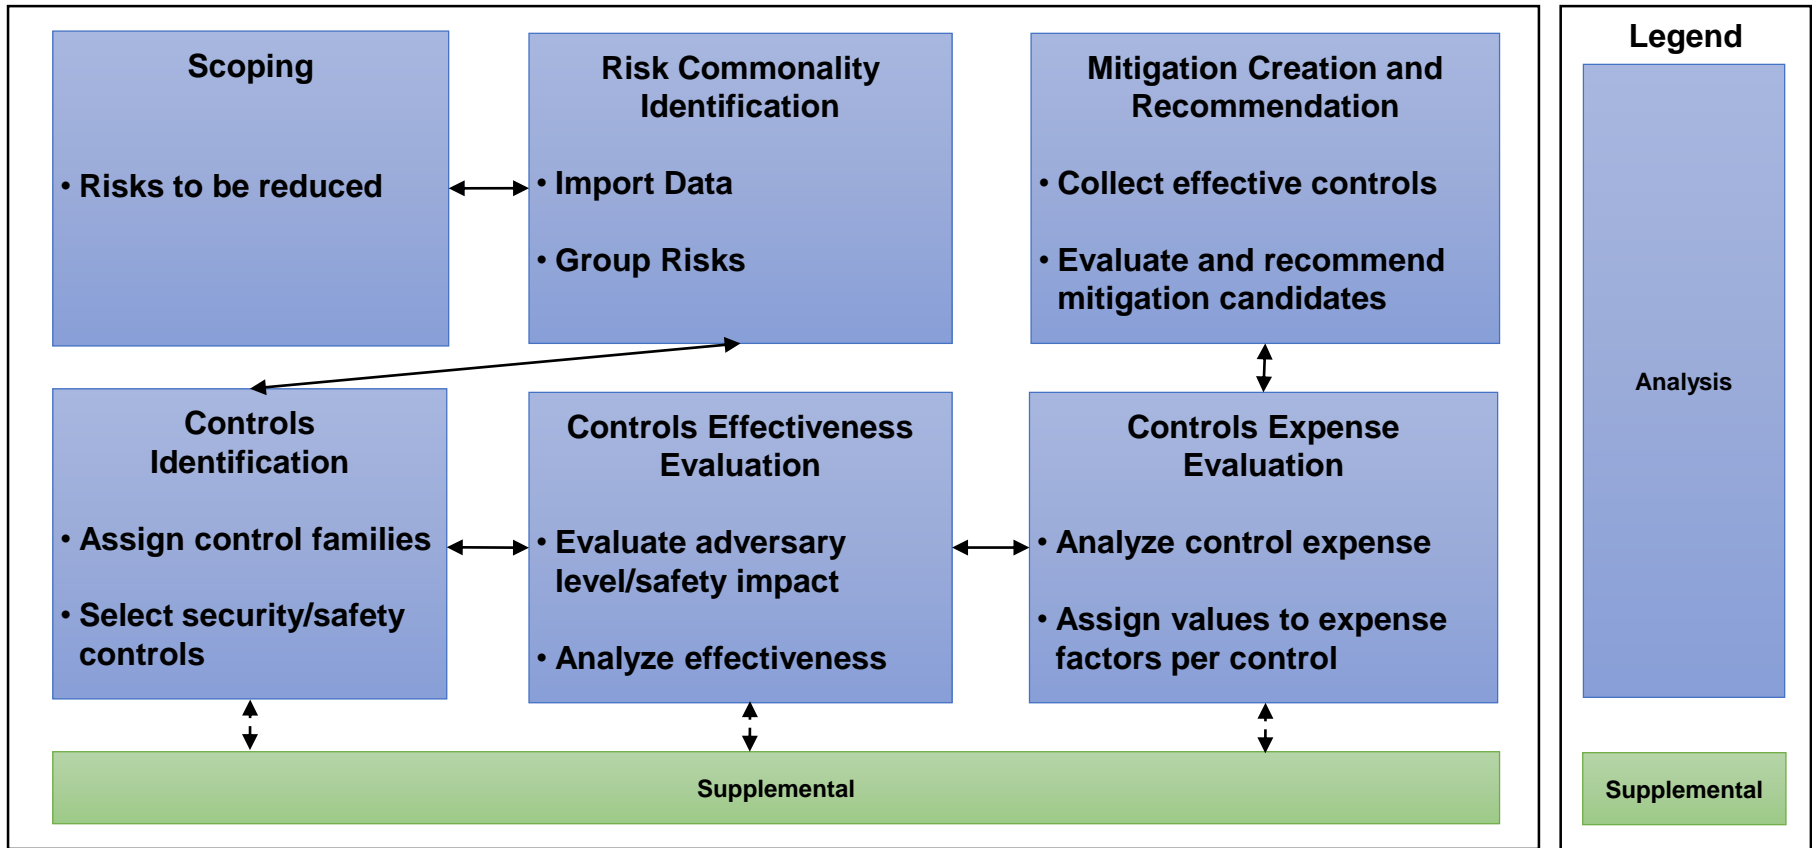 Scoping
• Risks to be reduced
Risk Commonality
Identification
• Import Data
• Group Risks
Mitigation Creation and
Recommendation
• Collect effective controls
• Evaluate and recommend
mitigation candidates
Controls
Identification
• Assign control families
• Select security/safety
controls
Controls Effectiveness
Evaluation
• Evaluate adversary
level/safety impact
• Analyze effectiveness
Controls Expense
Evaluation
• Analyze control expense
• Assign values to expense
factors per control
Supplemental
Legend
Analysis
Supplemental